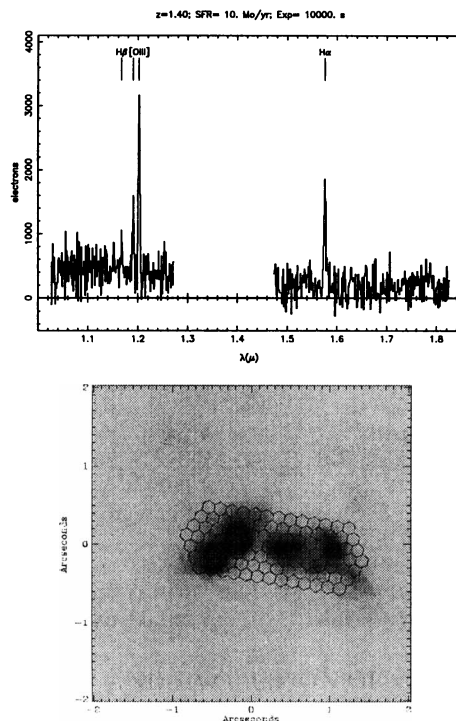 z=1.40; SFR= 10. Mo/yr; Exp= 10000. s
Hβ [OIII] Hα
4000
3000
2000
1000
0
electrons
1.1 1.2 1.3 1.4 1.5 1.6 1.7 1.8
λ(μ)
2
1
0
-1
-2
Arcseconds
-2 -1 0 1 2
Arcseconds